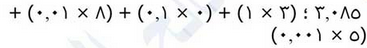 ٣,٠٨٥ ؛ (٣ × ١) + (٠ × ٠,١) + (٨ × ٠,٠١) +
(٥ × ٠,٠٠١)